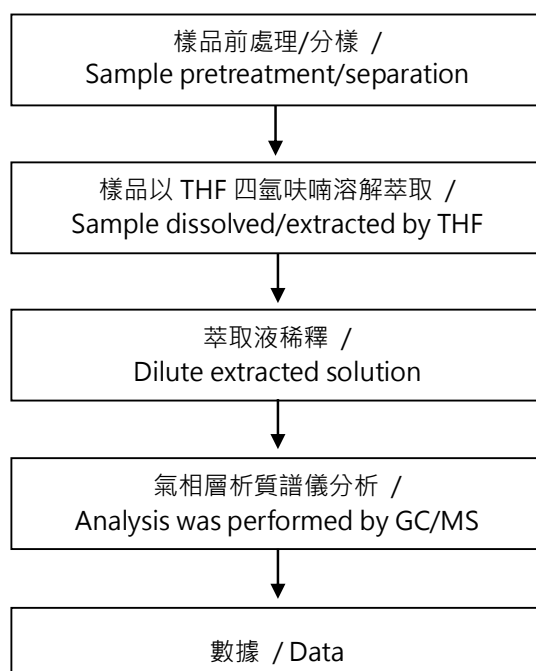 樣品前處理/分樣 /
Sample pretreatment/separation
樣品以 THF 四氫呋喃溶解萃取 /
Sample dissolved/extracted by THF
萃取液稀釋 /
Dilute extracted solution
氣相層析質譜儀分析 /
Analysis was performed by GC/MS
數據 / Data